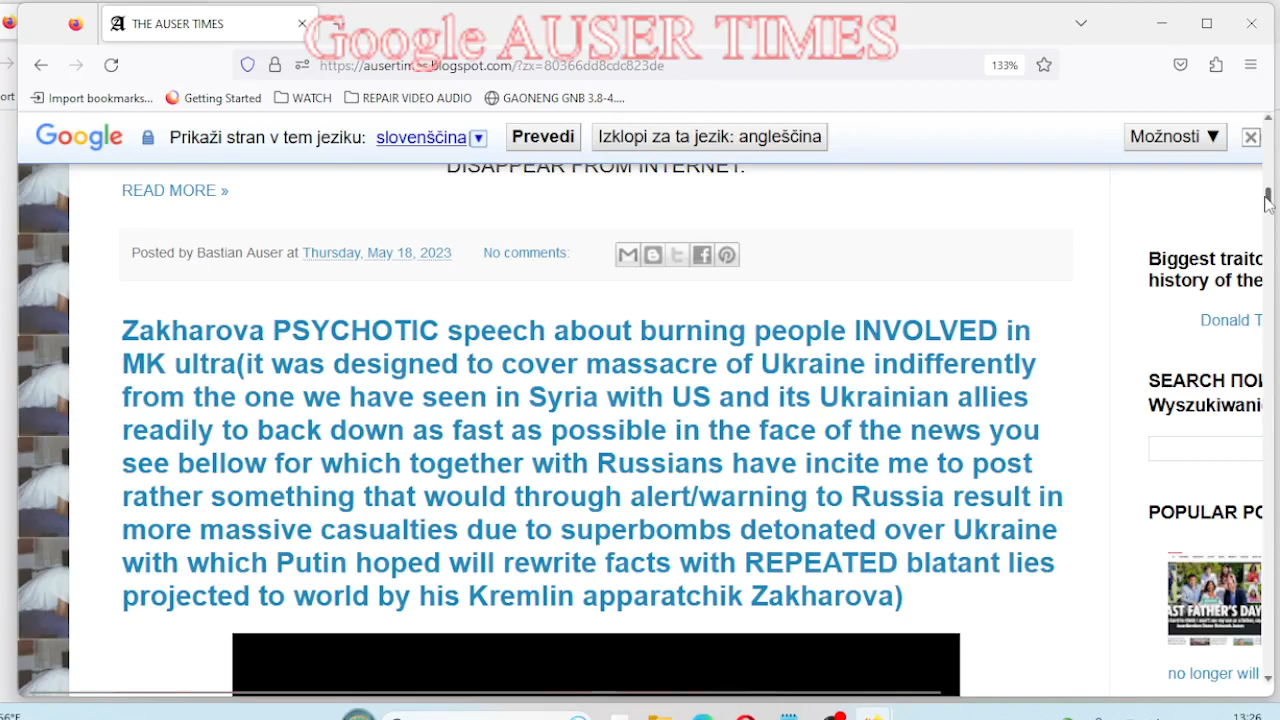 THE AUSER TIMES
Google AUSER TIMES
https://ausertimes.blogspot.com/?zx=80366dd8cdc823de
133%
ort
Import bookmarks...
Getting Started
WATCH
REPAIR VIDEO AUDIO
GAONENG GNB 3.8-4....
Google
Prikaži stran v tem jeziku: slovenščina
Prevedi
Izklopi za ta jezik: angleščina
Možnosti ▼
DISAPPEAR FROM INTERNET.
READ MORE »
Posted by Bastian Auser at Thursday, May 18, 2023
No comments:
Zakharova PSYCHOTIC speech about burning people INVOLVED in
MK ultra(it was designed to cover massacre of Ukraine indifferently
from the one we have seen in Syria with US and its Ukrainian allies
readily to back down as fast as possible in the face of the news you
see bellow for which together with Russians have incite me to post
rather something that would through alert/warning to Russia result in
more massive casualties due to superbombs detonated over Ukraine
with which Putin hoped will rewrite facts with REPEATED blatant lies
projected to world by his Kremlin apparatchik Zakharova)
Biggest traito
history of the
Donald T
SEARCH ПОИ
Wyszukiwani
POPULAR PO
AST FATHER'S DAY
no longer will
56°F
13:26